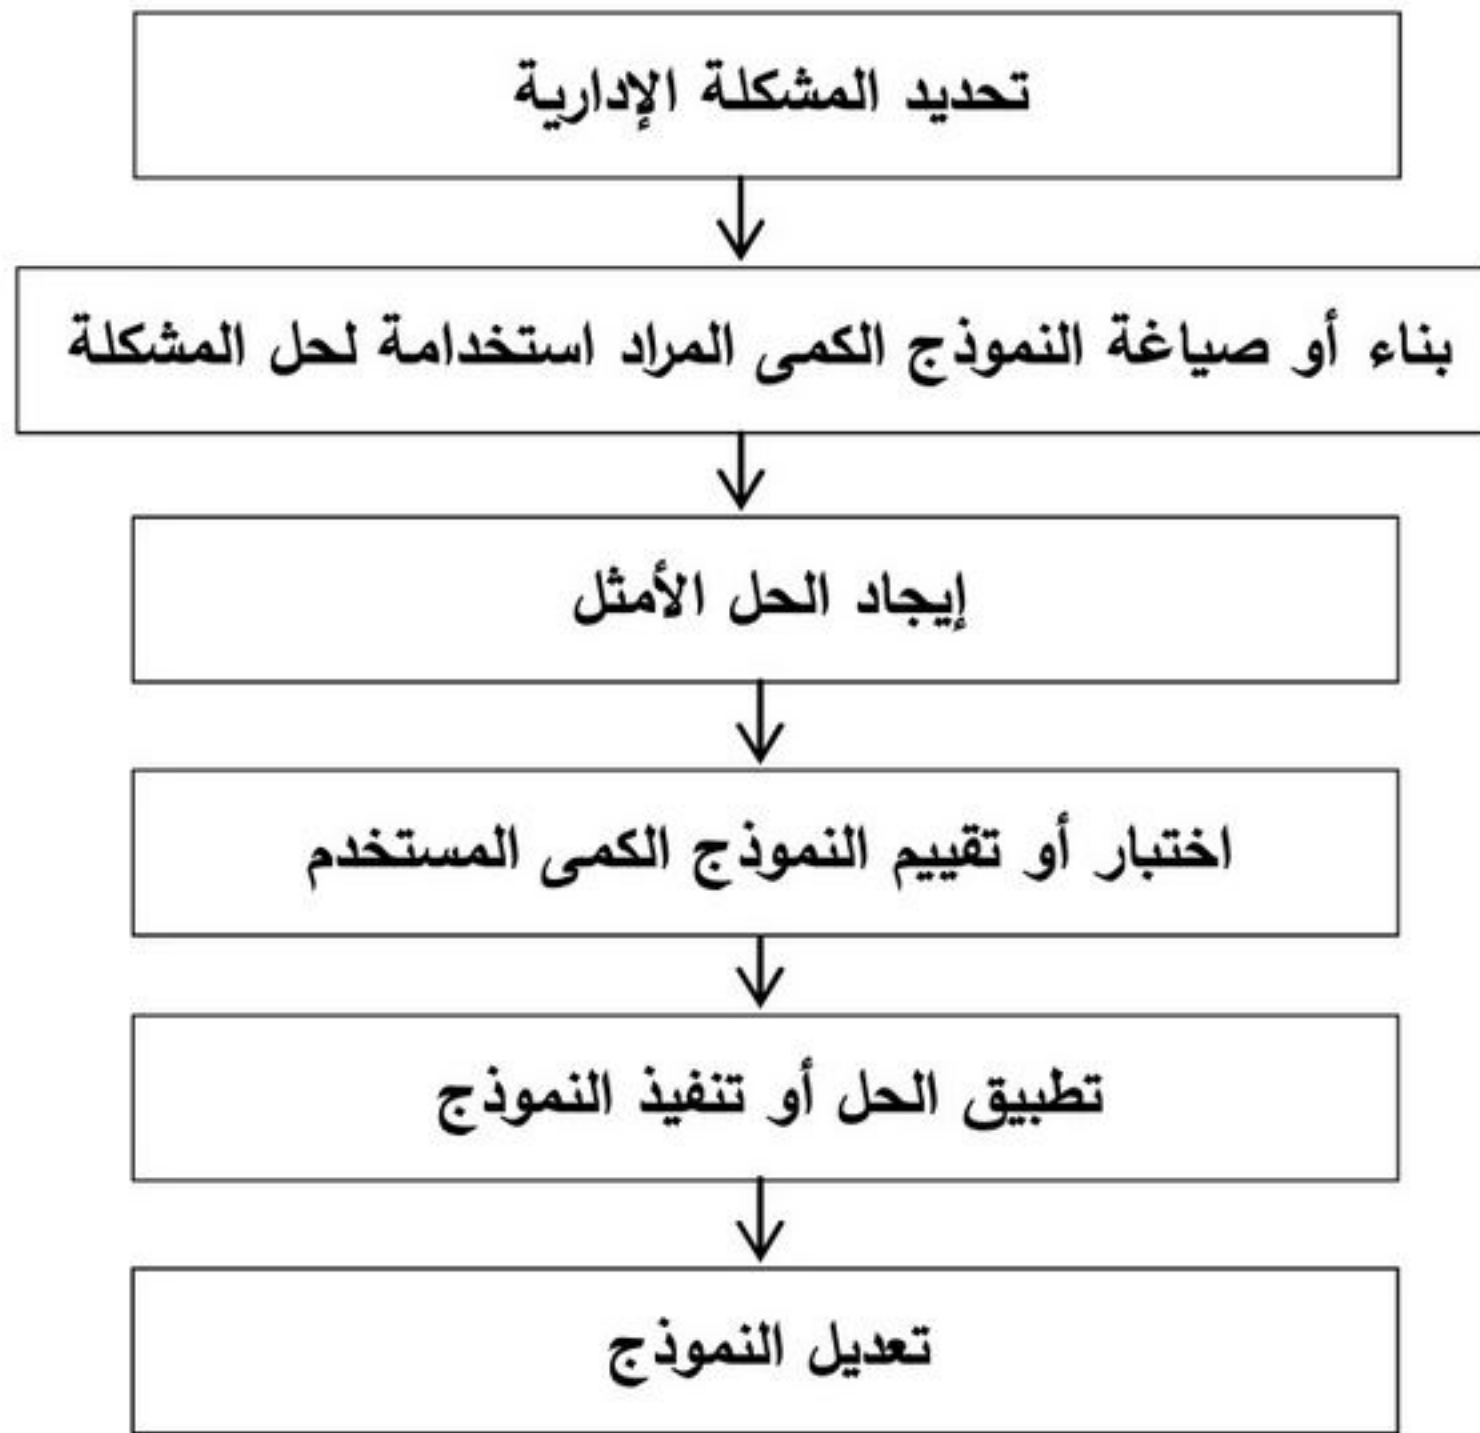 تحديد المشكلة الإدارية
بناء أو صياغة النموذج الكمى المراد استخدامة لحل المشكلة
إيجاد الحل الأمثل
اختبار أو تقييم النموذج الكمى المستخدم
تطبيق الحل أو تنفيذ النموذج
تعديل النموذج